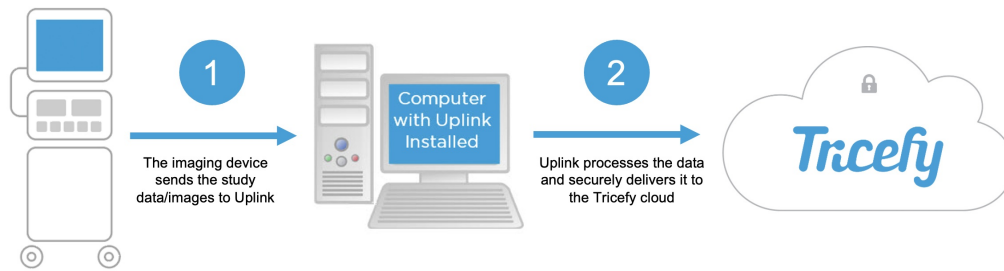 1
The imaging device
sends the study
data/images to Uplink
Computer
with Uplink
Installed
2
Uplink processes the data
and securely delivers it to
the Tricefy cloud
Tricefy